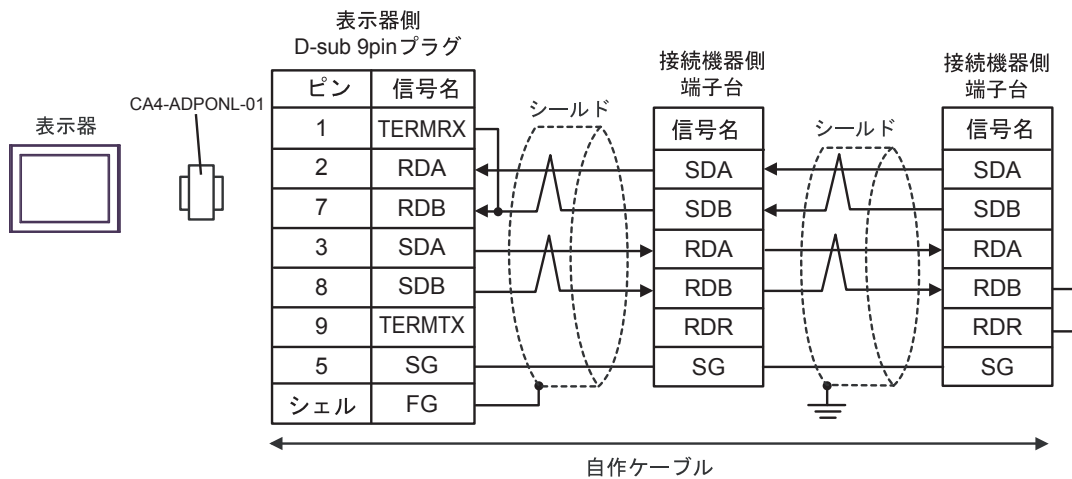 表示器側
D-sub 9pinプラグ
接続機器側
端子台
接続機器側
端子台
CA4-ADPONL-01
表示器
シールド
シールド
ピン 信号名
1 TERMRX
2 RDA
7 RDB
3 SDA
8 SDB
9 TERMTX
5 SG
シェル FG
信号名
SDA
SDB
RDA
RDB
RDR
SG
信号名
SDA
SDB
RDA
RDB
RDR
SG
自作ケーブル